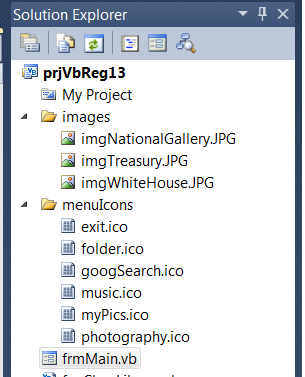 Solution Explorer
prjVbReg13
My Project
images
imgNationalGallery.JPG
imgTreasury.JPG
imgWhiteHouse.JPG
menuIcons
exit.ico
folder.ico
googSearch.ico
music.ico
myPics.ico
photography.ico
frmMain.vb